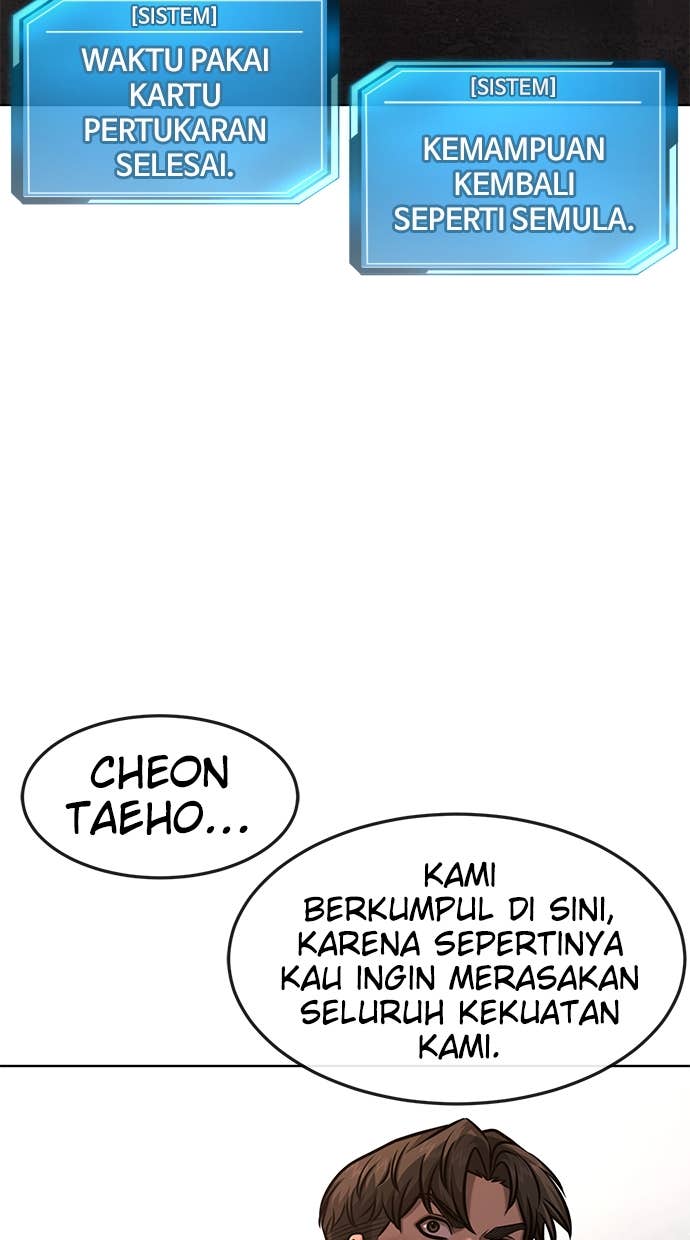 [SISTEM]
WAKTU PAKAI
KARTU
PERTUKARAN
SELESAI.
[SISTEM]
KEMAMPUAN
KEMBALI
SEPERTI SEMULA.
CHEON
TAEHO...
KAMI
BERKUMPUL DI SINI,
KARENA SEPERTINYA
KAU INGIN MERASAKAN
SELURUH KEKUATAN
KAMI.